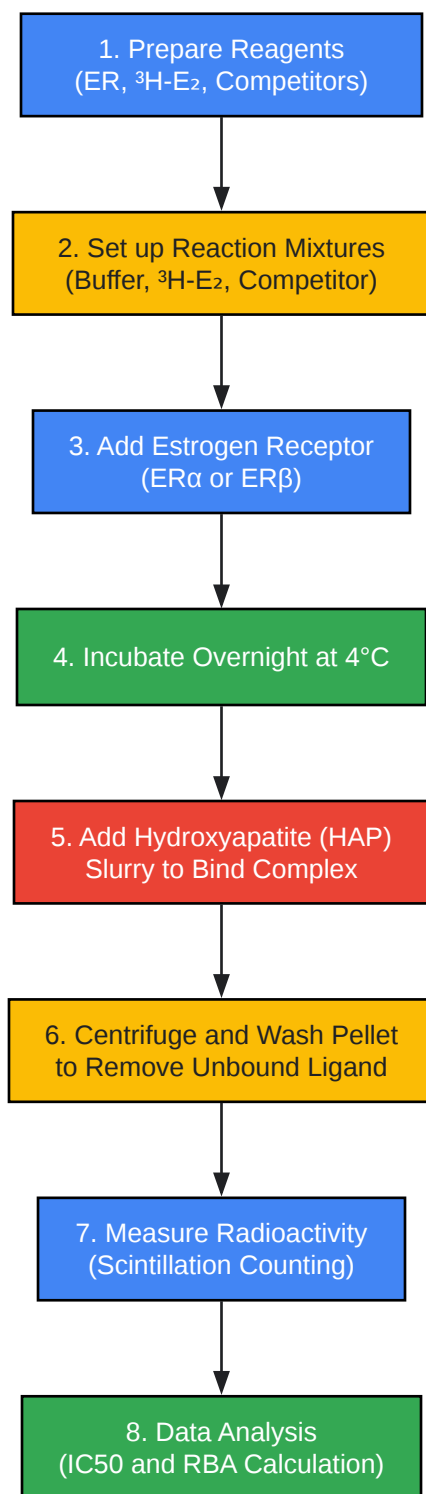 1. Prepare Reagents
(ER, ³H-E₂, Competitors)
2. Set up Reaction Mixtures
(Buffer, ³H-E₂, Competitor)
3. Add Estrogen Receptor
(ERα or ERβ)
4. Incubate Overnight at 4°C
5. Add Hydroxyapatite (HAP)
Slurry to Bind Complex
6. Centrifuge and Wash Pellet
to Remove Unbound Ligand
7. Measure Radioactivity
(Scintillation Counting)
8. Data Analysis
(IC50 and RBA Calculation)